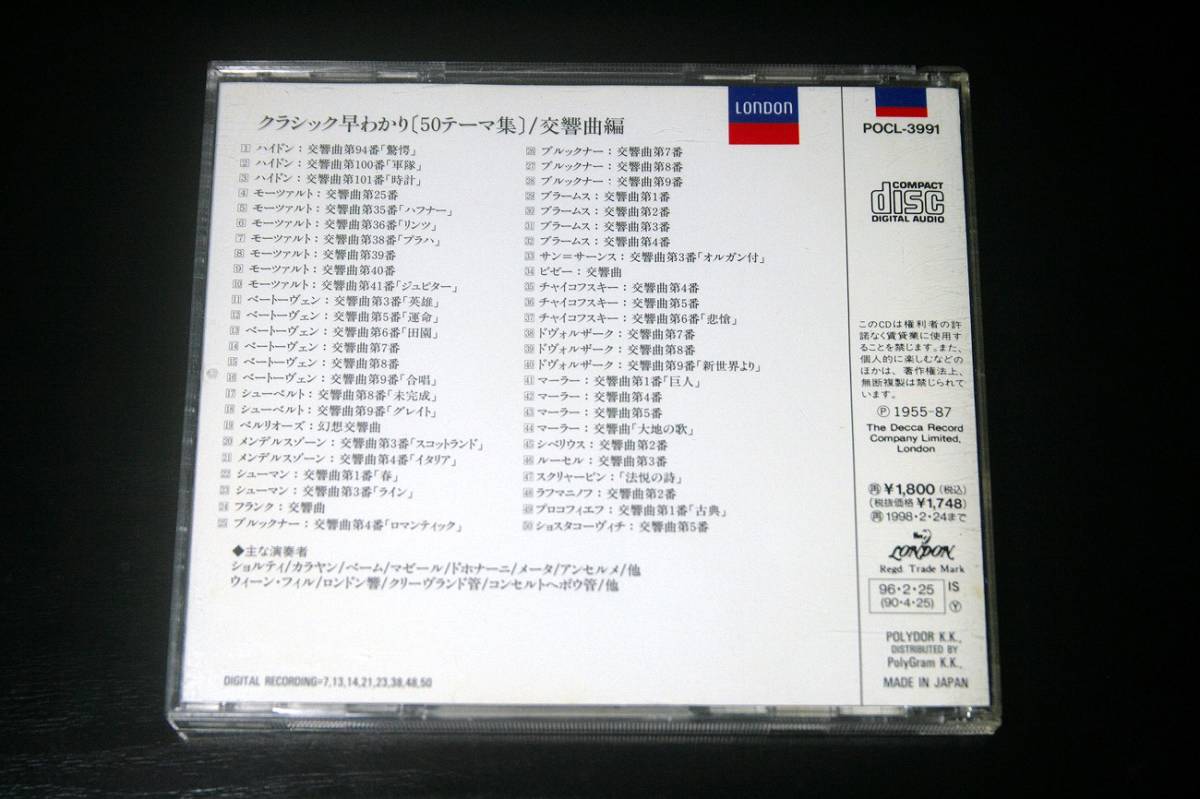 クラシック早わかり〔50テーマ集〕/交響曲編
LONDON
1 ハイドン：交響曲第94番「驚愕」
2 ハイドン：交響曲第100番「軍隊」
3 ハイドン：交響曲第101番「時計」
4 モーツァルト：交響曲第25番
5 モーツァルト：交響曲第35番「ハフナー」
6 モーツァルト：交響曲第36番「リンツ」
7 モーツァルト：交響曲第38番「プラハ」
8 モーツァルト：交響曲第39番
9 モーツァルト：交響曲第40番
10 モーツァルト：交響曲第41番「ジュピター」
11 ベートーヴェン：交響曲第3番「英雄」
12 ベートーヴェン：交響曲第5番「運命」
13 ベートーヴェン：交響曲第6番「田園」
14 ベートーヴェン：交響曲第7番
15 ベートーヴェン：交響曲第8番
16 ベートーヴェン：交響曲第9番「合唱」
17 シューベルト：交響曲第8番「未完成」
18 シューベルト：交響曲第9番「グレイト」
19 ベルリオーズ：幻想交響曲
20 メンデルスゾーン：交響曲第3番「スコットランド」
21 メンデルスゾーン：交響曲第4番「イタリア」
22 シューマン：交響曲第1番「春」
23 シューマン：交響曲第3番「ライン」
24 フランク：交響曲
25 ブルックナー：交響曲第4番「ロマンティック」
26 ブルックナー：交響曲第7番
27 ブルックナー：交響曲第8番
28 ブルックナー：交響曲第9番
29 ブラームス：交響曲第1番
30 ブラームス：交響曲第2番
31 ブラームス：交響曲第3番
32 ブラームス：交響曲第4番
33 サン＝サーンス：交響曲第3番「オルガン付」
34 ビゼー：交響曲
35 チャイコフスキー：交響曲第4番
36 チャイコフスキー：交響曲第5番
37 チャイコフスキー：交響曲第6番「悲愴」
38 ドヴォルザーク：交響曲第7番
39 ドヴォルザーク：交響曲第8番
40 ドヴォルザーク：交響曲第9番「新世界より」
41 マーラー：交響曲第1番「巨人」
42 マーラー：交響曲第4番
43 マーラー：交響曲第5番
44 マーラー：交響曲「大地の歌」
45 シベリウス：交響曲第2番
46 ルーセル：交響曲第3番
47 スクリャービン：「法悦の詩」
48 ラフマニノフ：交響曲第2番
49 プロコフィエフ：交響曲第1番「古典」
50 ショスタコーヴィチ：交響曲第5番
◆主な演奏者
ショルティ/カラヤン/ベーム/マゼール/ドホナーニ/メータ/アンセルメ/他
ウィーン・フィル/ロンドン響/クリーヴランド管/コンセルトヘボウ管/他
DIGITAL RECORDING=7,13,14,21,23,38,48,50
POCL-3991
COMPACT
disc
DIGITAL AUDIO
このCDは権利者の許
諾なく賃貸業に使用す
ることを禁じます。また、
個人的に楽しむなどの
ほかは、著作権法上、
無断複製は禁じられて
います。
Ⓟ 1955-87
The Decca Record
Company Limited,
London
㊢ ¥1,800 (税込)
(税抜価格 ¥1,748)
㊢ 1998・2・24まで
LONDON
Regd. Trade Mark
96・2・25 IS
(90・4・25) Ⓨ
POLYDOR K.K.,
DISTRIBUTED BY
PolyGram K.K.,
MADE IN JAPAN